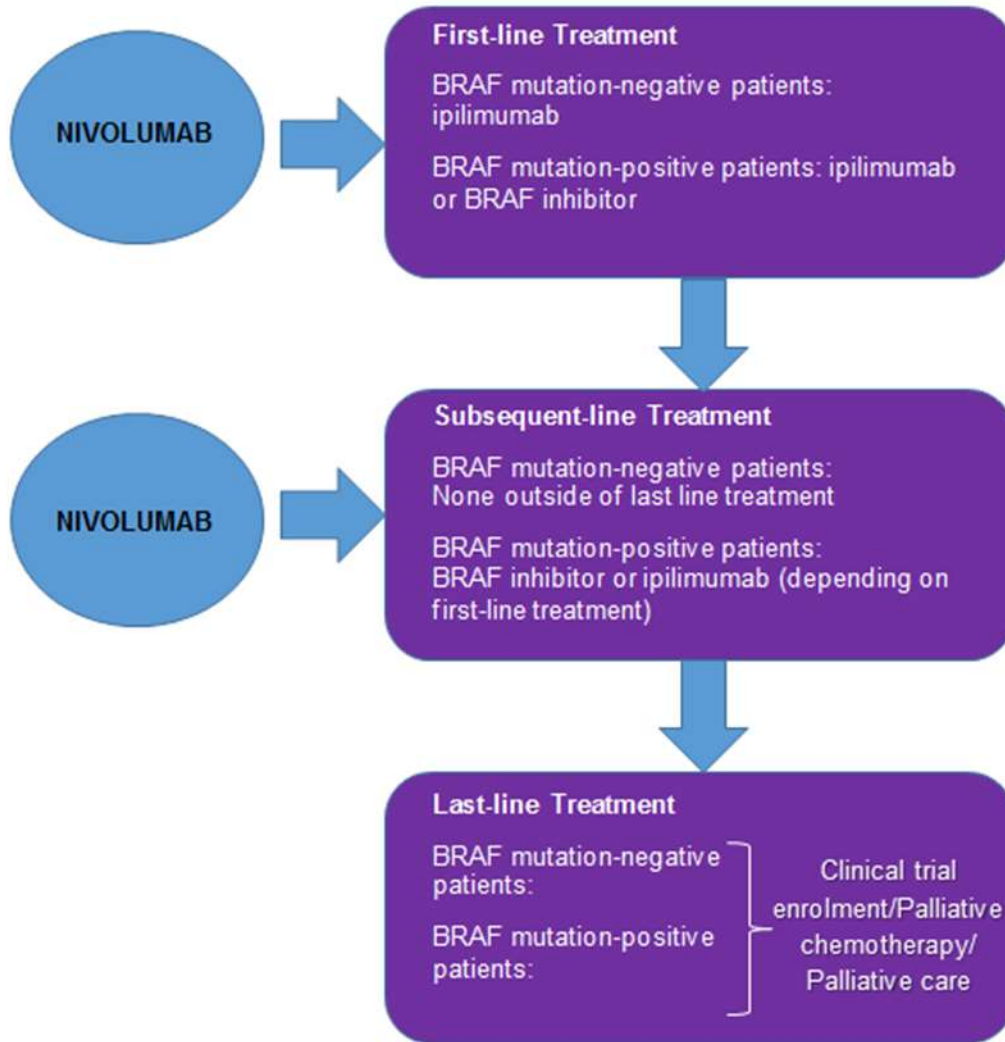 NIVOLUMAB
First-line Treatment
BRAF mutation-negative patients:
ipilimumab
BRAF mutation-positive patients: ipilimumab
or BRAF inhibitor
NIVOLUMAB
Subsequent-line Treatment
BRAF mutation-negative patients:
None outside of last line treatment
BRAF mutation-positive patients:
BRAF inhibitor or ipilimumab (depending on
first-line treatment)
Last-line Treatment
BRAF mutation-negative
patients:
BRAF mutation-positive
patients:
Clinical trial
enrolment/Palliative
chemotherapy/
Palliative care